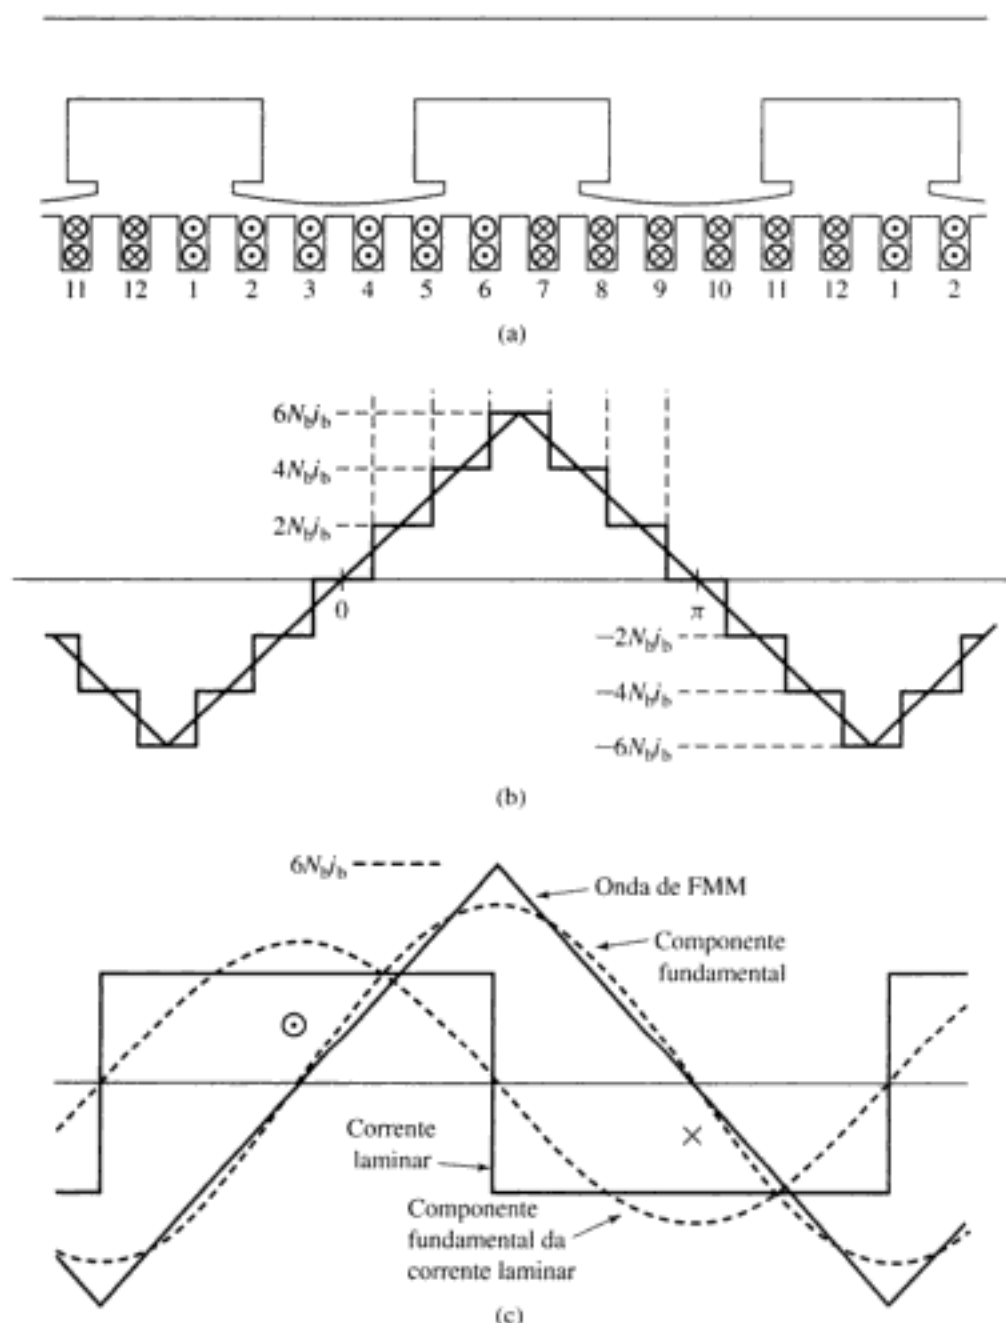 11 12 1 2 3 4 5 6 7 8 9 10 11 12 1 2
(a)
6N_b i_b
4N_b i_b
2N_b i_b
0 π
−2N_b i_b
−4N_b i_b
−6N_b i_b
(b)
6N_b i_b
Onda de FMM
Componente
fundamental
Corrente
laminar
Componente
fundamental da
corrente laminar
(c)